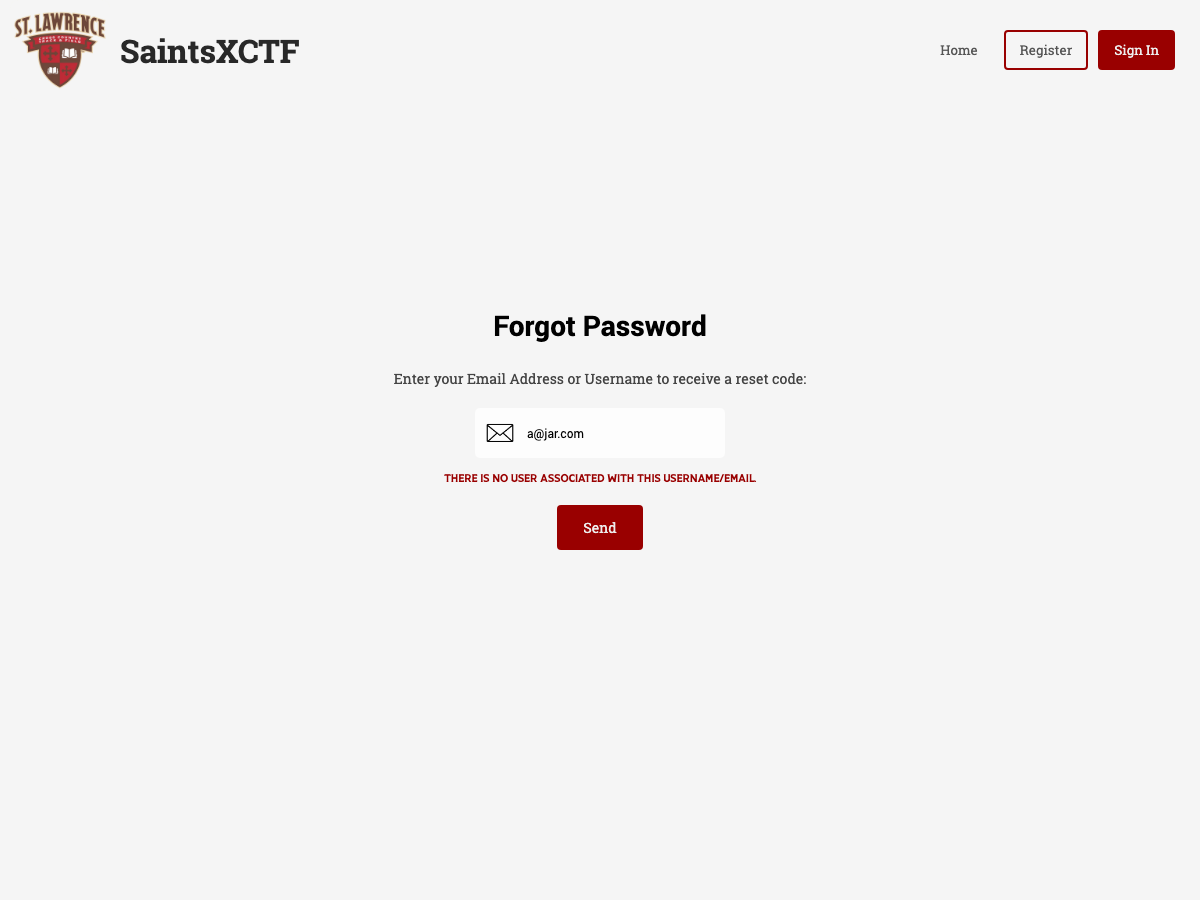 ST. LAWRENCE
SaintsXCTF
Home
Register
Sign In
Forgot Password
Enter your Email Address or Username to receive a reset code:
a@jar.com
THERE IS NO USER ASSOCIATED WITH THIS USERNAME/EMAIL.
Send